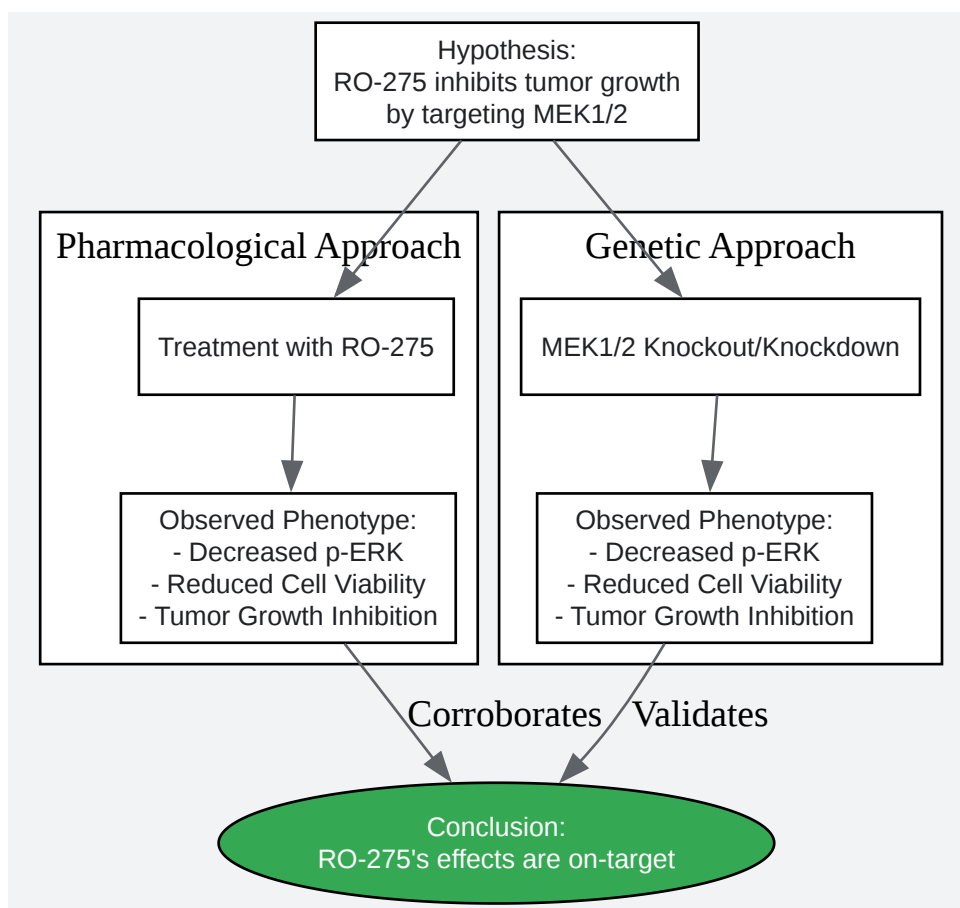 Hypothesis:
RO-275 inhibits tumor growth
by targeting MEK1/2
Pharmacological Approach
Treatment with RO-275
Observed Phenotype:
- Decreased p-ERK
- Reduced Cell Viability
- Tumor Growth Inhibition
Genetic Approach
MEK1/2 Knockout/Knockdown
Observed Phenotype:
- Decreased p-ERK
- Reduced Cell Viability
- Tumor Growth Inhibition
Corroborates
Validates
Conclusion:
RO-275's effects are on-target